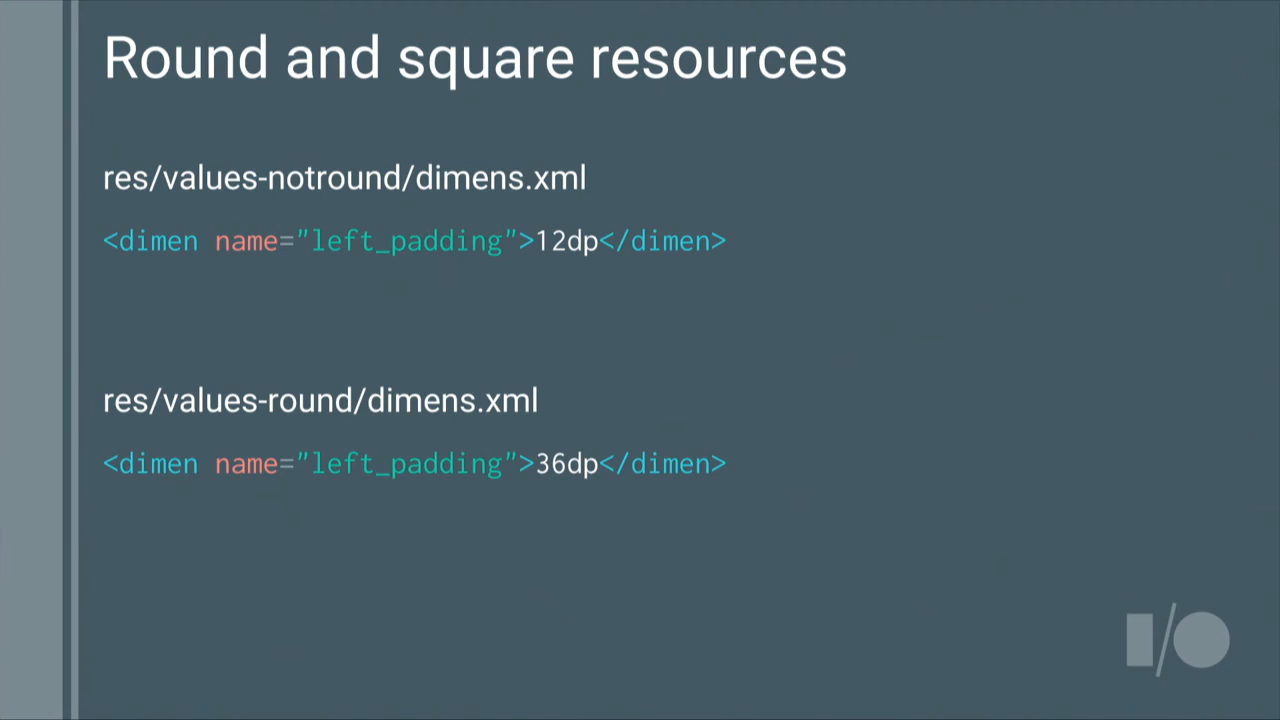 Round and square resources
res/values-notround/dimens.xml
<dimen name="left_padding">12dp</dimen>
res/values-round/dimens.xml
<dimen name="left_padding">36dp</dimen>
I/O